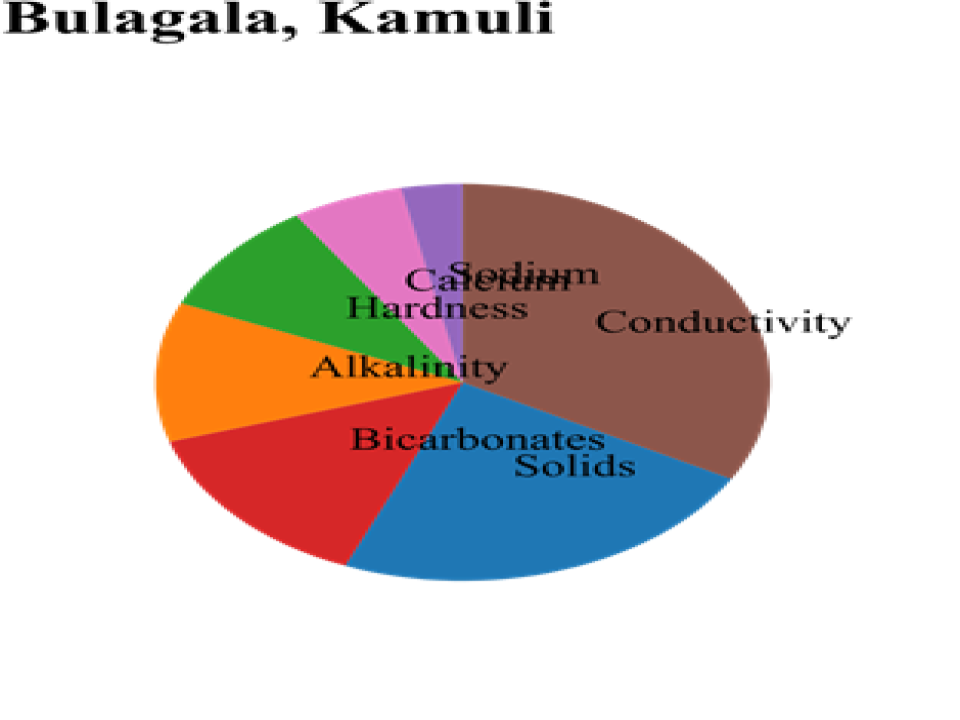 Bulagala, Kamuli
Sodium
Calcium
Hardness
Conductivity
Alkalinity
Bicarbonates
Solids